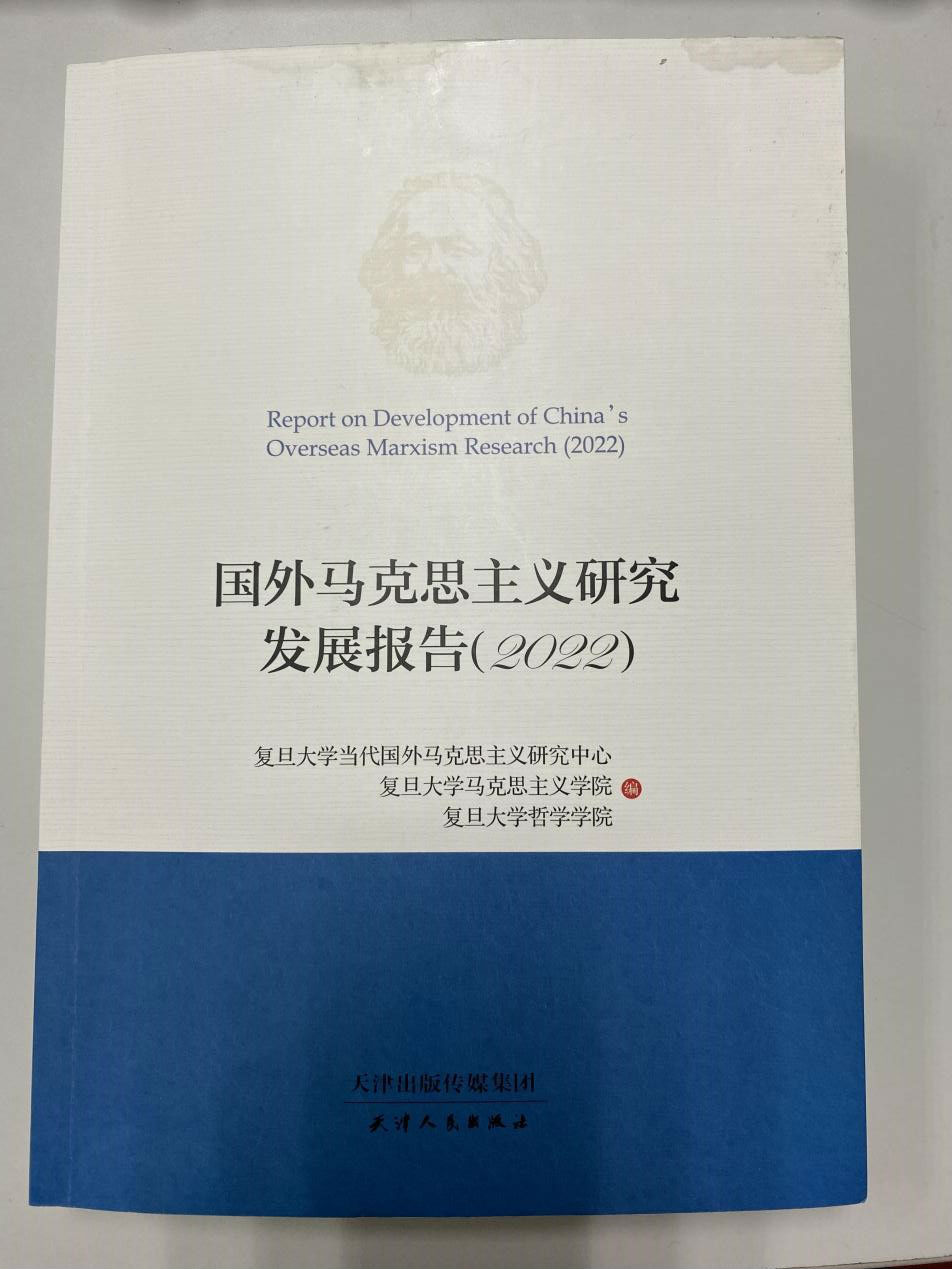 Report on Development of China’s
Overseas Marxism Research (2022)
国外马克思主义研究
发展报告(2022)
复旦大学当代国外马克思主义研究中心
复旦大学马克思主义学院 编
复旦大学哲学学院
天津出版传媒集团
天津人民出版社